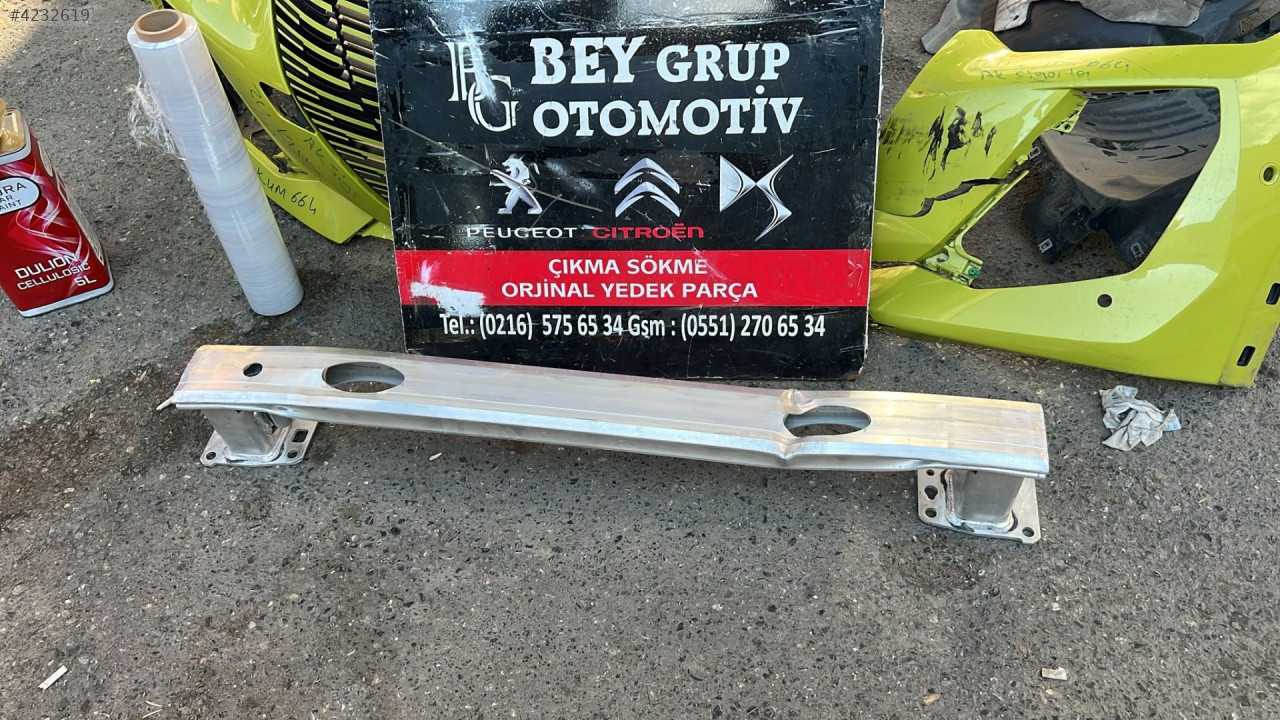 #4232619
BEY GRUP
OTOMOTİV
PEUGEOT CITROËN
ÇIKMA SÖKME
ORJİNAL YEDEK PARÇA
Tel.: (0216) 575 65 34 Gsm : (0551) 270 65 34
DULION
CELLULOSIC
5L